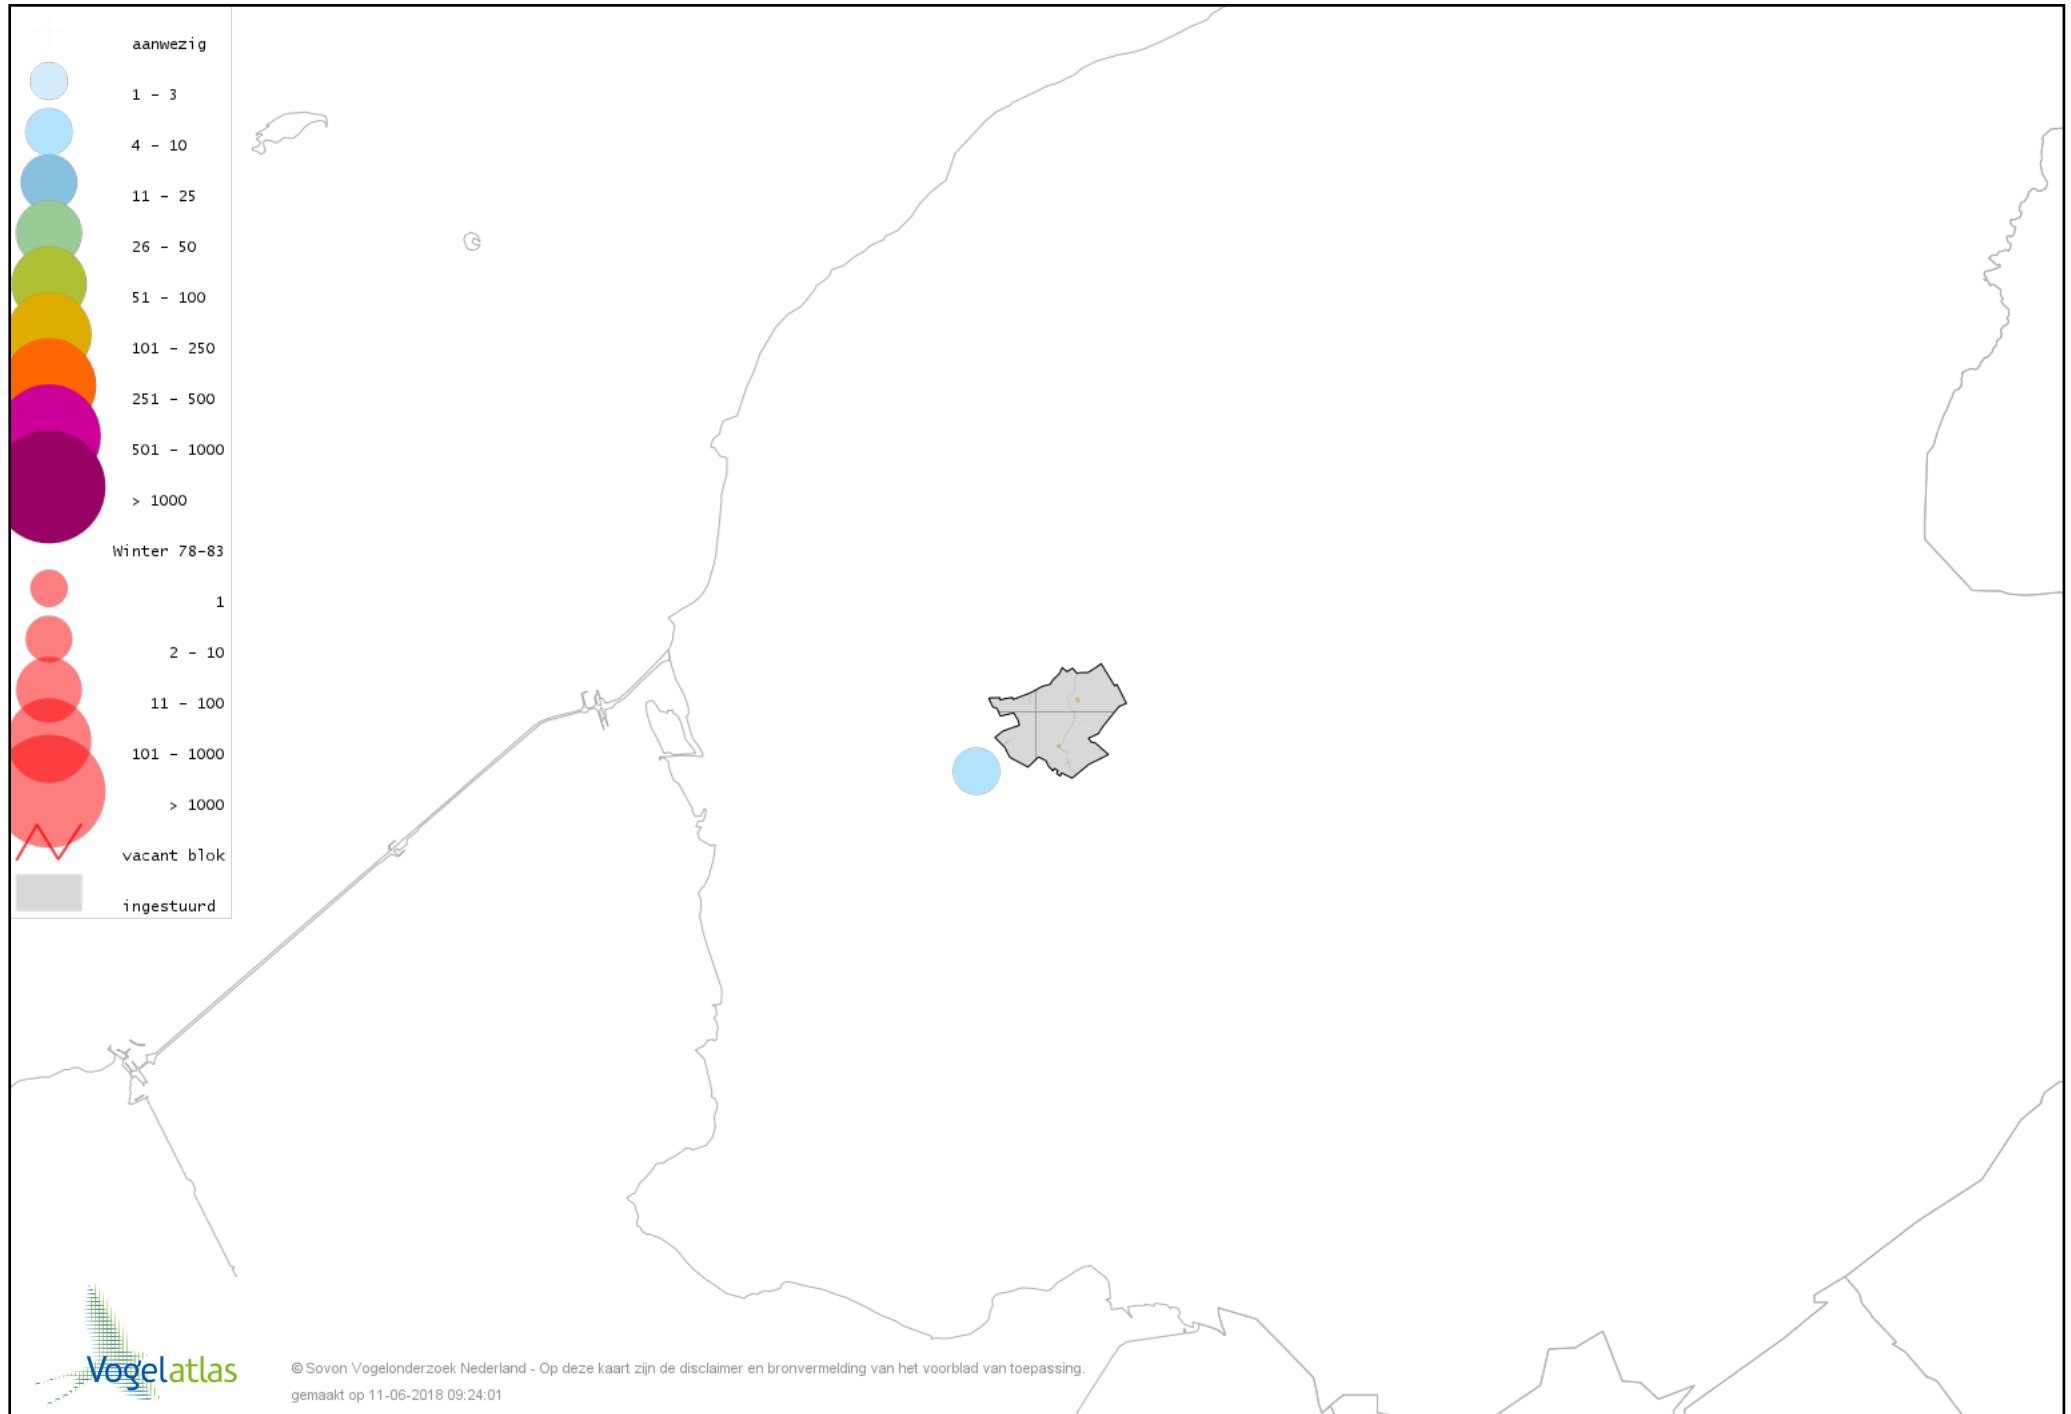 aanwezig
1 - 3
4 - 10
11 - 25
26 - 50
51 - 100
101 - 250
251 - 500
501 - 1000
> 1000
Winter 78-83
1
2 - 10
11 - 100
101 - 1000
> 1000
vacant blok
ingestuurd
Vogelatlas
© Sovon Vogelonderzoek Nederland - Op deze kaart zijn de disclaimer en bronvermelding van het voorblad van toepassing.
gemaakt op 11-06-2018 09:24:01